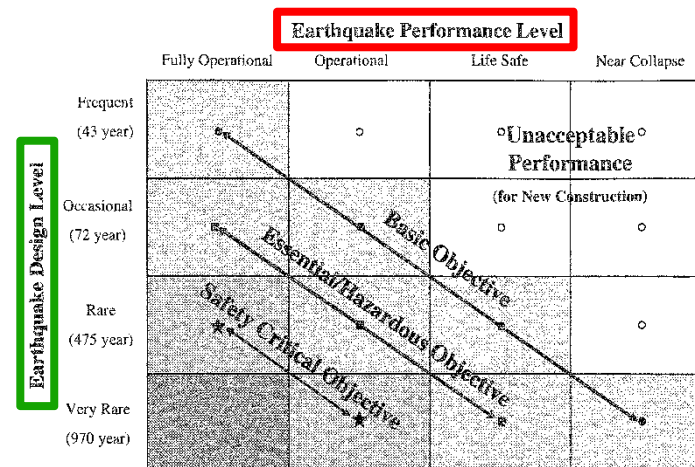 Earthquake Performance Level
Fully Operational Operational Life Safe Near Collapse
Earthquake Design Level
Frequent
(43 year)
Unacceptable
Performance
(for New Construction)
Occasional
(72 year)
Basic Objective
Essential/Hazardous Objective
Safety Critical Objective
Rare
(475 year)
Very Rare
(970 year)